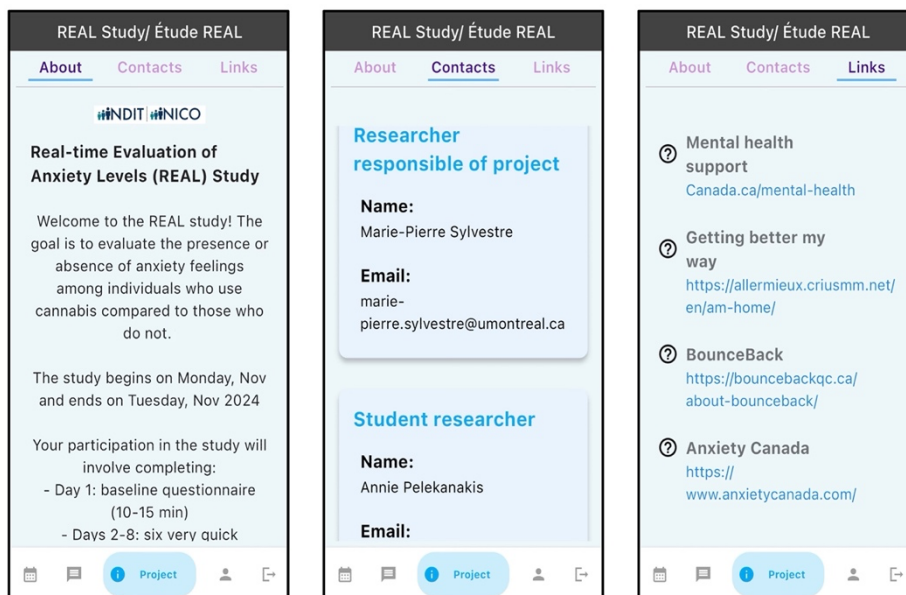 REAL Study/ Étude REAL
About Contacts Links
NDIT NICO
Real-time Evaluation of
Anxiety Levels (REAL) Study
Welcome to the REAL study! The
goal is to evaluate the presence or
absence of anxiety feelings
among individuals who use
cannabis compared to those who
do not.
The study begins on Monday, Nov
and ends on Tuesday, Nov 2024
Your participation in the study will
involve completing:
- Day 1: baseline questionnaire
(10-15 min)
- Days 2-8: six very quick
Project
REAL Study/ Étude REAL
About Contacts Links
Researcher
responsible of project
Name:
Marie-Pierre Sylvestre
Email:
marie-
pierre.sylvestre@umontreal.ca
Student researcher
Name:
Annie Pelekanakis
Email:
Project
REAL Study/ Étude REAL
About Contacts Links
Mental health
support
Canada.ca/mental-health
Getting better my
way
https://allermieux.criusmm.net/
en/am-home/
BounceBack
https://bouncebackqc.ca/
about-bounceback/
Anxiety Canada
https://
www.anxietycanada.com/
Project